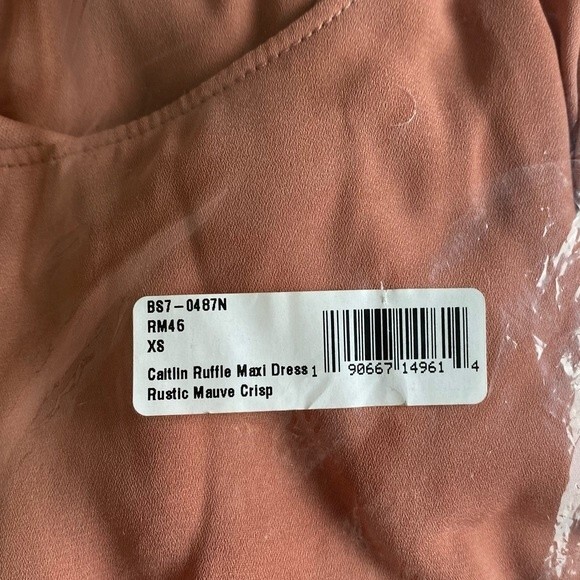 BS7-0487N
RM46
XS
Caitlin Ruffle Maxi Dress
Rustic Mauve Crisp
1 90667 14961 4